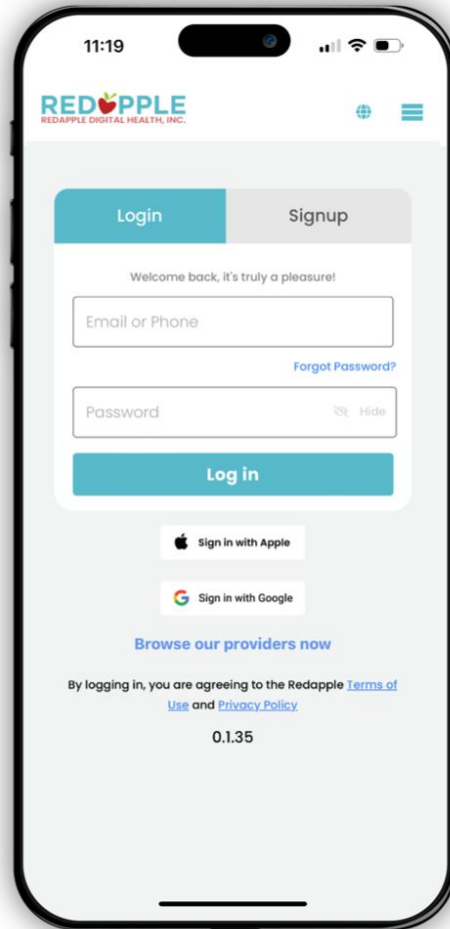 11:19
REDAPPLE
REDAPPLE DIGITAL HEALTH, INC.
Login
Signup
Welcome back, it's truly a pleasure!
Email or Phone
Forgot Password?
Password
Hide
Log in
Sign in with Apple
Sign in with Google
Browse our providers now
By logging in, you are agreeing to the Redapple Terms of
Use and Privacy Policy
0.1.35